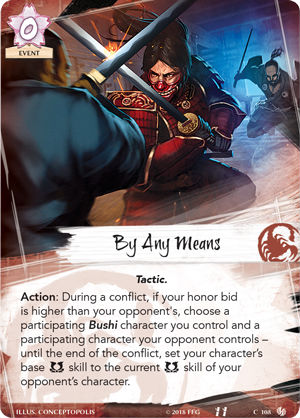 0
EVENT
By Any Means
Tactic.
Action: During a conflict, if your honor bid
is higher than your opponent's, choose a
participating Bushi character you control and a
participating character your opponent controls –
until the end of the conflict, set your character's
base skill to the current skill of your
opponent's character.
ILLUS. CONCEPTOPOLIS © 2018 FFG 11 C 108